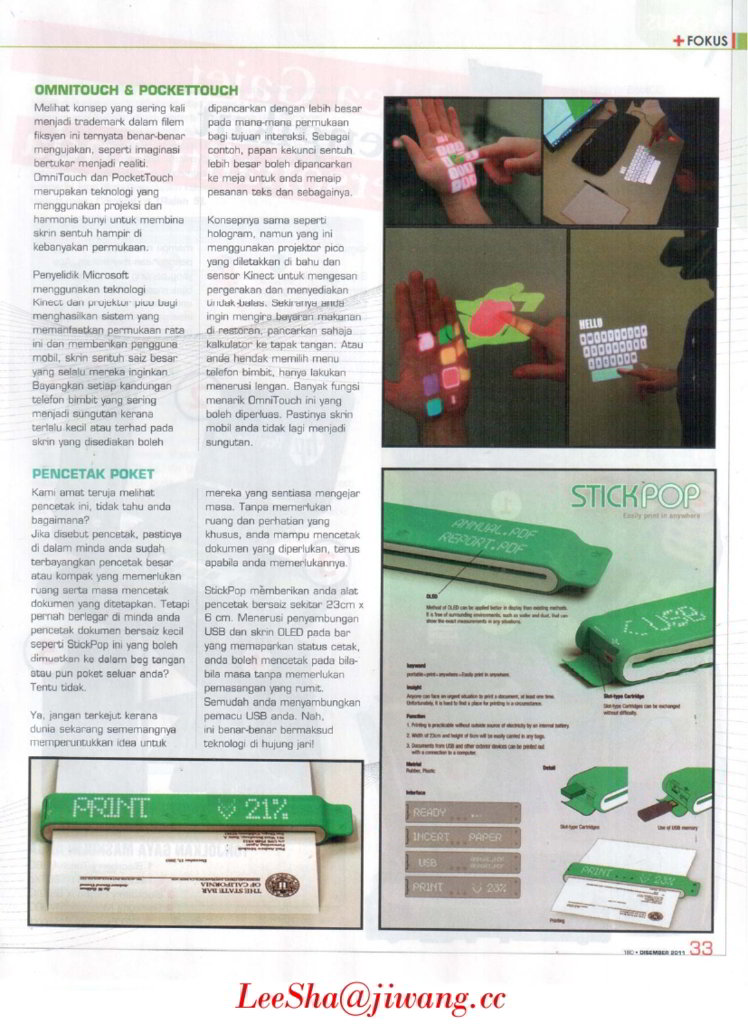 FOKUS
OMNITOUCH & POCKETTOUCH
Melihat konsep yang sering kali
menjadi trademark dalam filem
fiksyen ini ternyata benar-benar
mengujakan, seperti imaginasi
bertukar menjadi realiti.
OmniTouch dan PocketTouch
merupakan teknologi yang
menggunakan projeksi dan
harmonis bunyi untuk membina
skrin sentuh hampir di
kebanyakan permukaan.
Penyelidik Microsoft
menggunakan teknologi
Kinect dan projektor pico bagi
menghasilkan sistem yang
memanfaatkan permukaan rata
ini dan memberikan pengguna
mobil, skrin sentuh saiz besar
yang selalu mereka inginkan.
Bayangkan setiap kandungan
telefon bimbit yang sering
menjadi sungutan kerana
terlalu kecil atau terhad pada
skrin yang disediakan boleh
dipancarkan dengan lebih besar
pada mana-mana permukaan
bagi tujuan interaksi. Sebagai
contoh, papan kekunci sentuh
lebih besar boleh dipancarkan
ke meja untuk anda menaip
pesanan teks dan sebagainya.
Konsepnya sama seperti
hologram, namun yang ini
menggunakan projektor pico
yang diletakkan di bahu dan
sensor Kinect untuk mengesan
pergerakan dan menyediakan
tindak-balas. Sekiranya anda
ingin mengira bayaran makanan
di restoran, pancarkan sahaja
kalkulator ke tapak tangan. Atau
anda hendak memilih menu
telefon bimbit, hanya lakukan
menerusi lengan. Banyak fungsi
menarik OmniTouch ini yang
boleh diperluas. Pastinya skrin
mobil anda tidak lagi menjadi
sungutan.
HELLO
PENCETAK POKET
Kami amat teruja melihat
pencetak ini, tidak tahu anda
bagaimana?
Jika disebut pencetak, pastinya
di dalam minda anda sudah
terbayangkan pencetak besar
atau kompak yang memerlukan
ruang serta masa mencetak
dokumen yang ditetapkan. Tetapi
pernah berlegar di minda anda
pencetak dokumen bersaiz kecil
seperti StickPop ini yang boleh
dimuatkan ke dalam beg tangan
atau pun poket seluar anda?
Tentu tidak.
Ya, jangan terkejut kerana
dunia sekarang sememangnya
memperuntukkan idea untuk
mereka yang sentiasa mengejar
masa. Tanpa memerlukan
ruang dan perhatian yang
khusus, anda mampu mencetak
dokumen yang diperlukan, terus
apabila anda memerlukannya.
StickPop memberikan anda alat
pencetak bersaiz sekitar 23cm x
6 cm. Menerusi penyambungan
USB dan skrin OLED pada bar
yang memaparkan status cetak,
anda boleh mencetak pada bila-
bila masa tanpa memerlukan
pemasangan yang rumit.
Semudah anda menyambungkan
pemacu USB anda. Nah,
ini benar-benar bermaksud
teknologi di hujung jari!
PRINT 21%
THE STATE BAR
OF CALIFORNIA
STICKPOP
Easily print in anywhere
ANNUAL.PDF
REPORT.PDF
OLED
Method of OLED can be applied better in display than existing methods.
It is free of surrounding environments, such as water and dust, that can
show the exact measurements in any situations.
USB
Slot-type Cartridge
Slot-type Cartridges can be exchanged
without difficulty.
keyword
portable+print+anywhere=Easily print in anywhere.
Insight
Anyone can face an urgent situation to print a document, at least one time.
Unfortunately, it is hard to find a place for printing in a circumstance.
Function
1. Printing is practicable without outside source of electricity by an internal battery.
2. Width of 23cm and height of 6cm will be easily carried in any bags.
3. Documents from USB and other exterior devices can be printed out
with a connection to a computer.
Matrial
Rubber, Plastic
Interface
READY
INCERT PAPER
USB ANNUAL.PDF
REPORT.PDF
PRINT 23%
Detail
Slot-type Cartridges
Use of USB memory
PRINT 23%
Printing
180 • DISEMBER 2011 33
LeeSha@jiwang.cc